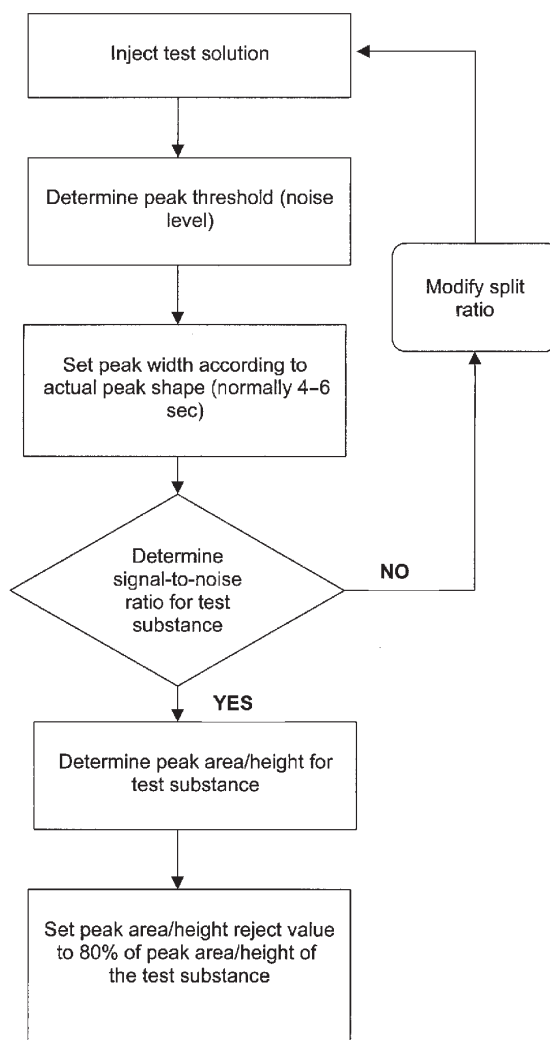 Inject test solution
Determine peak threshold (noise
level)
Modify split
ratio
Set peak width according to
actual peak shape (normally 4–6
sec)
Determine
signal-to-noise
ratio for test
substance
NO
YES
Determine peak area/height for
test substance
Set peak area/height reject value
to 80% of peak area/height of
the test substance